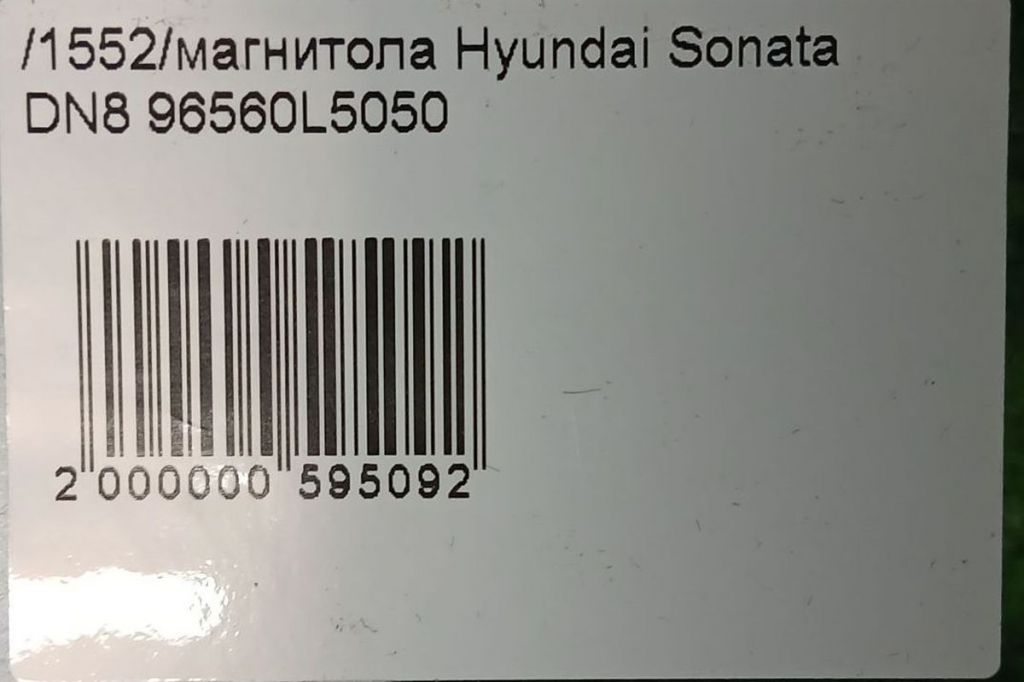 /1552/магнитола Hyundai Sonata
DN8 96560L5050
2 000000 595092